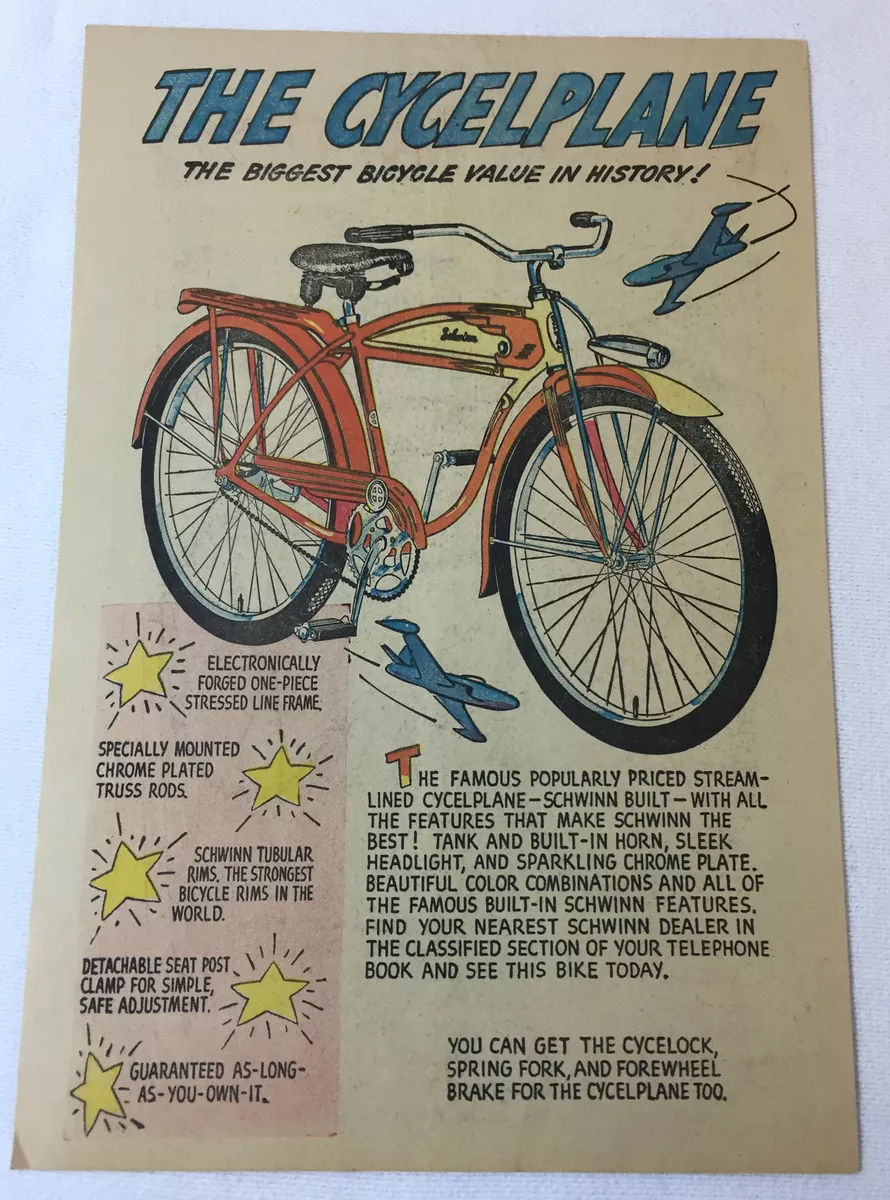 THE CYCELPLANE
THE BIGGEST BICYCLE VALUE IN HISTORY!
Schwinn
ELECTRONICALLY
FORGED ONE-PIECE
STRESSED LINE FRAME.
SPECIALLY MOUNTED
CHROME PLATED
TRUSS RODS.
SCHWINN TUBULAR
RIMS. THE STRONGEST
BICYCLE RIMS IN THE
WORLD.
DETACHABLE SEAT POST
CLAMP FOR SIMPLE,
SAFE ADJUSTMENT.
GUARANTEED AS-LONG-
AS-YOU-OWN-IT.
THE FAMOUS POPULARLY PRICED STREAM-
LINED CYCELPLANE—SCHWINN BUILT—WITH ALL
THE FEATURES THAT MAKE SCHWINN THE
BEST! TANK AND BUILT-IN HORN, SLEEK
HEADLIGHT, AND SPARKLING CHROME PLATE.
BEAUTIFUL COLOR COMBINATIONS AND ALL OF
THE FAMOUS BUILT-IN SCHWINN FEATURES.
FIND YOUR NEAREST SCHWINN DEALER IN
THE CLASSIFIED SECTION OF YOUR TELEPHONE
BOOK AND SEE THIS BIKE TODAY.
YOU CAN GET THE CYCELOCK,
SPRING FORK, AND FOREWHEEL
BRAKE FOR THE CYCELPLANE TOO.